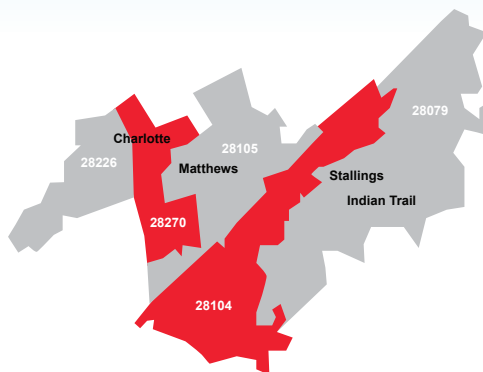 28079
Charlotte
28105
28226
Matthews
Stallings
Indian Trail
28270
28104